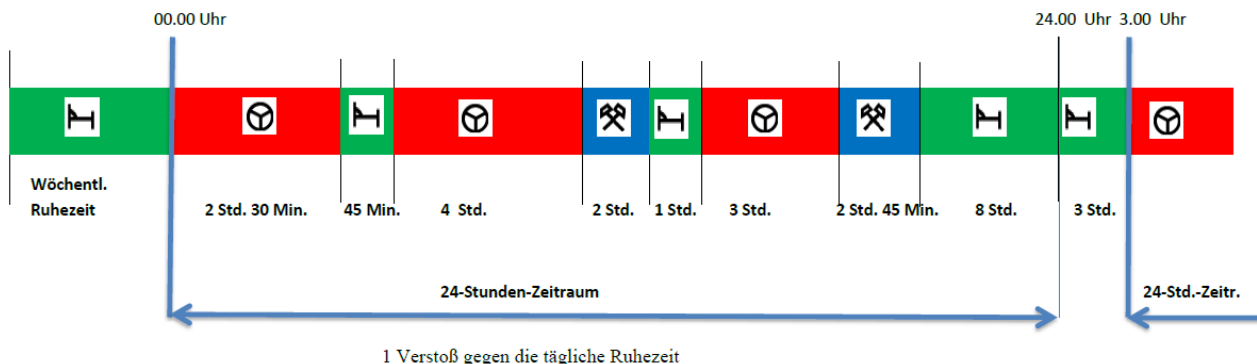 00.00 Uhr 24.00 Uhr 3.00 Uhr
Wöchentl.
Ruhezeit
2 Std. 30 Min. 45 Min. 4 Std. 2 Std. 1 Std. 3 Std. 2 Std. 45 Min. 8 Std. 3 Std.
24-Stunden-Zeitraum 24-Std.-Zeitr.
1 Verstoß gegen die tägliche Ruhezeit